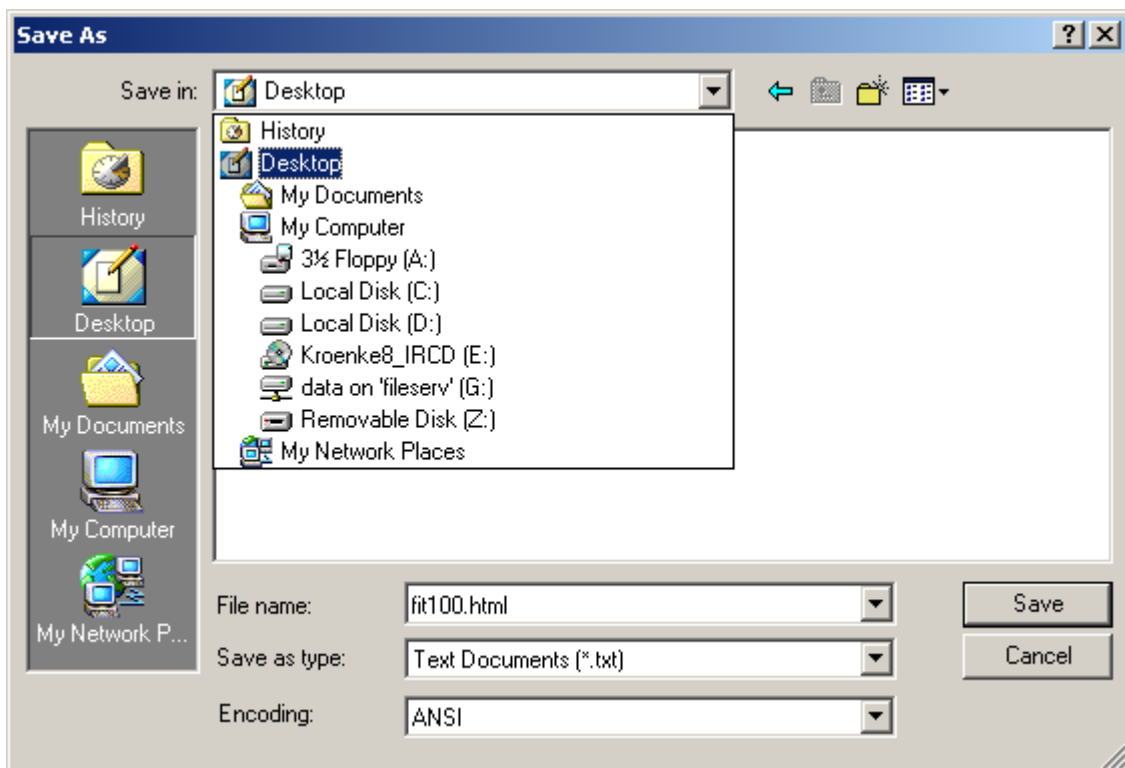 Save As
Save in:
Desktop
History
Desktop
My Documents
My Computer
3½ Floppy (A:)
Local Disk (C:)
Local Disk (D:)
Kroenke8_IRCD (E:)
data on 'fileserv' (G:)
Removable Disk (Z:)
My Network Places
History
Desktop
My Documents
My Computer
My Network P...
File name:
fit100.html
Save
Save as type:
Text Documents (*.txt)
Cancel
Encoding:
ANSI